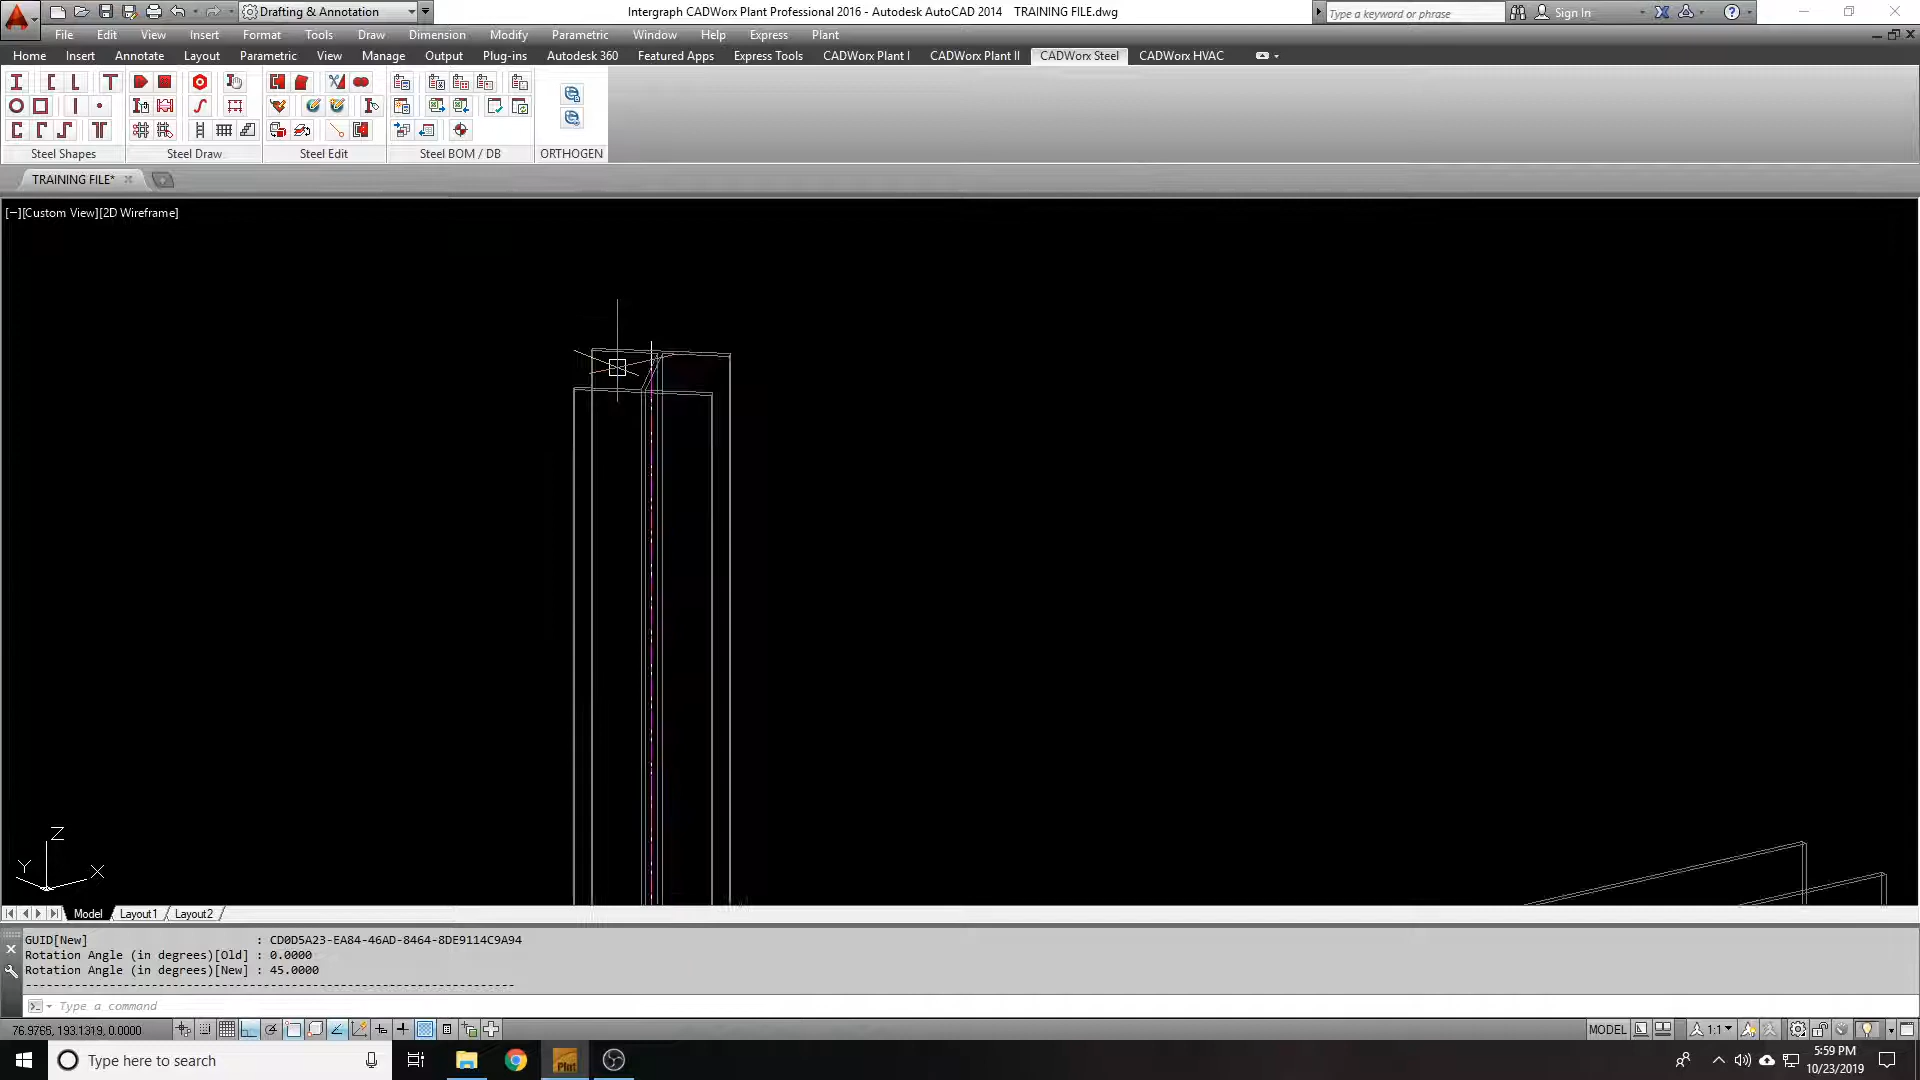 Drafting & Annotation
Intergraph CADWorx Plant Professional 2016 - Autodesk AutoCAD 2014 TRAINING FILE.dwg
Type a keyword or phrase
Sign In
File Edit View Insert Format Tools Draw Dimension Modify Parametric Window Help Express Plant
Home Insert Annotate Layout Parametric View Manage Output Plug-ins Autodesk 360 Featured Apps Express Tools CADWorx Plant I CADWorx Plant II CADWorx Steel CADWorx HVAC
Steel Shapes Steel Draw Steel Edit Steel BOM / DB ORTHOGEN
TRAINING FILE*
[−][Custom View][2D Wireframe]
Z
Y X
Model Layout1 Layout2
GUID[New] : CD0D5A23-EA84-46AD-8464-8DE9114C9A94
Rotation Angle (in degrees)[Old] : 0.0000
Rotation Angle (in degrees)[New] : 45.0000
----------------------------------------------------------------------
Type a command
76.9765, 193.1319, 0.0000
MODEL
1:1
Type here to search
5:59 PM
10/23/2019